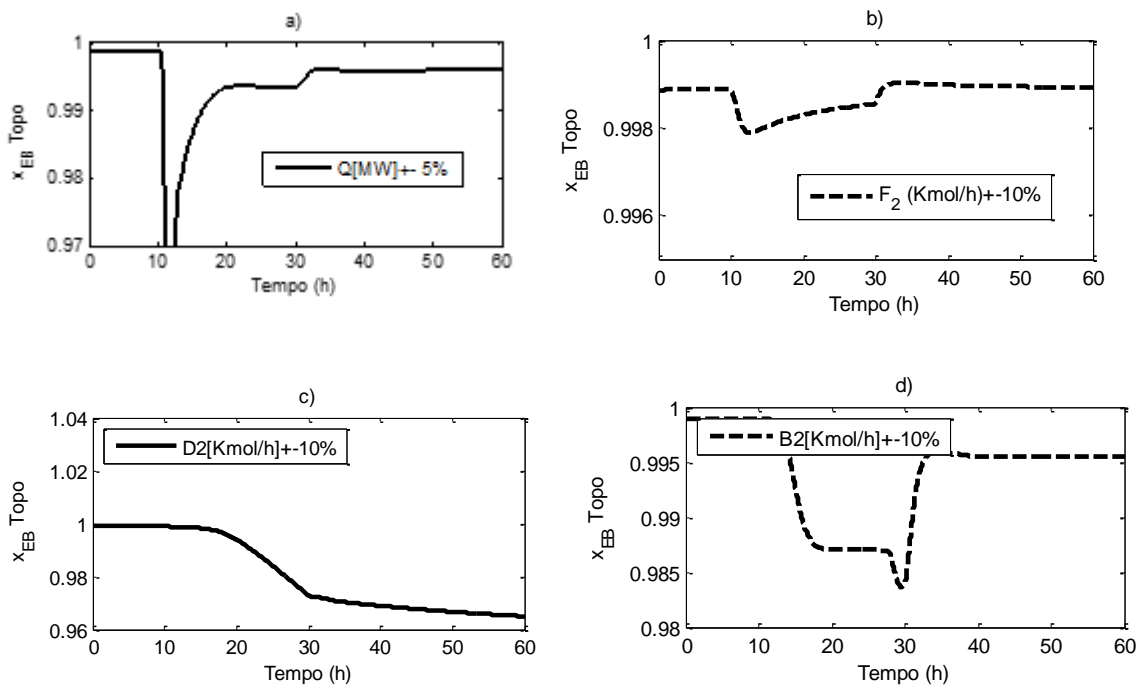 a)
1
0.99
0.98
0.97
x_EB Topo
Q[MW]+- 5%
0 10 20 30 40 50 60
Tempo (h)
b)
1
0.998
0.996
x_EB Topo
F_2 (Kmol/h)+-10%
0 10 20 30 40 50 60
Tempo (h)
c)
1.04
1.02
1
0.98
0.96
x_EB Topo
D2[Kmol/h]+-10%
0 10 20 30 40 50 60
Tempo (h)
d)
1
0.995
0.99
0.985
0.98
x_EB Topo
B2[Kmol/h]+-10%
0 10 20 30 40 50 60
Tempo (h)